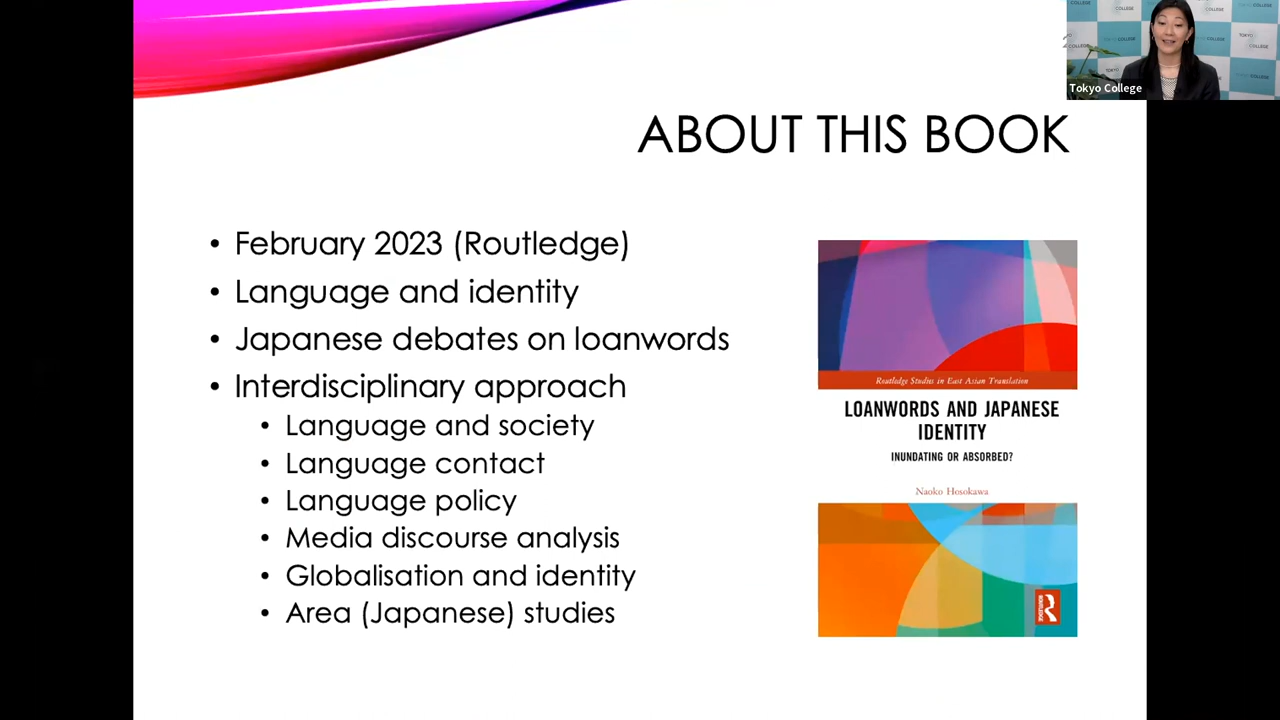 Tokyo College
ABOUT THIS BOOK
• February 2023 (Routledge)
• Language and identity
• Japanese debates on loanwords
• Interdisciplinary approach
• Language and society
• Language contact
• Language policy
• Media discourse analysis
• Globalisation and identity
• Area (Japanese) studies
Routledge Studies in East Asian Translation
LOANWORDS AND JAPANESE
IDENTITY
INUNDATING OR ABSORBED?
Naoko Hosokawa
ROUTLEDGE